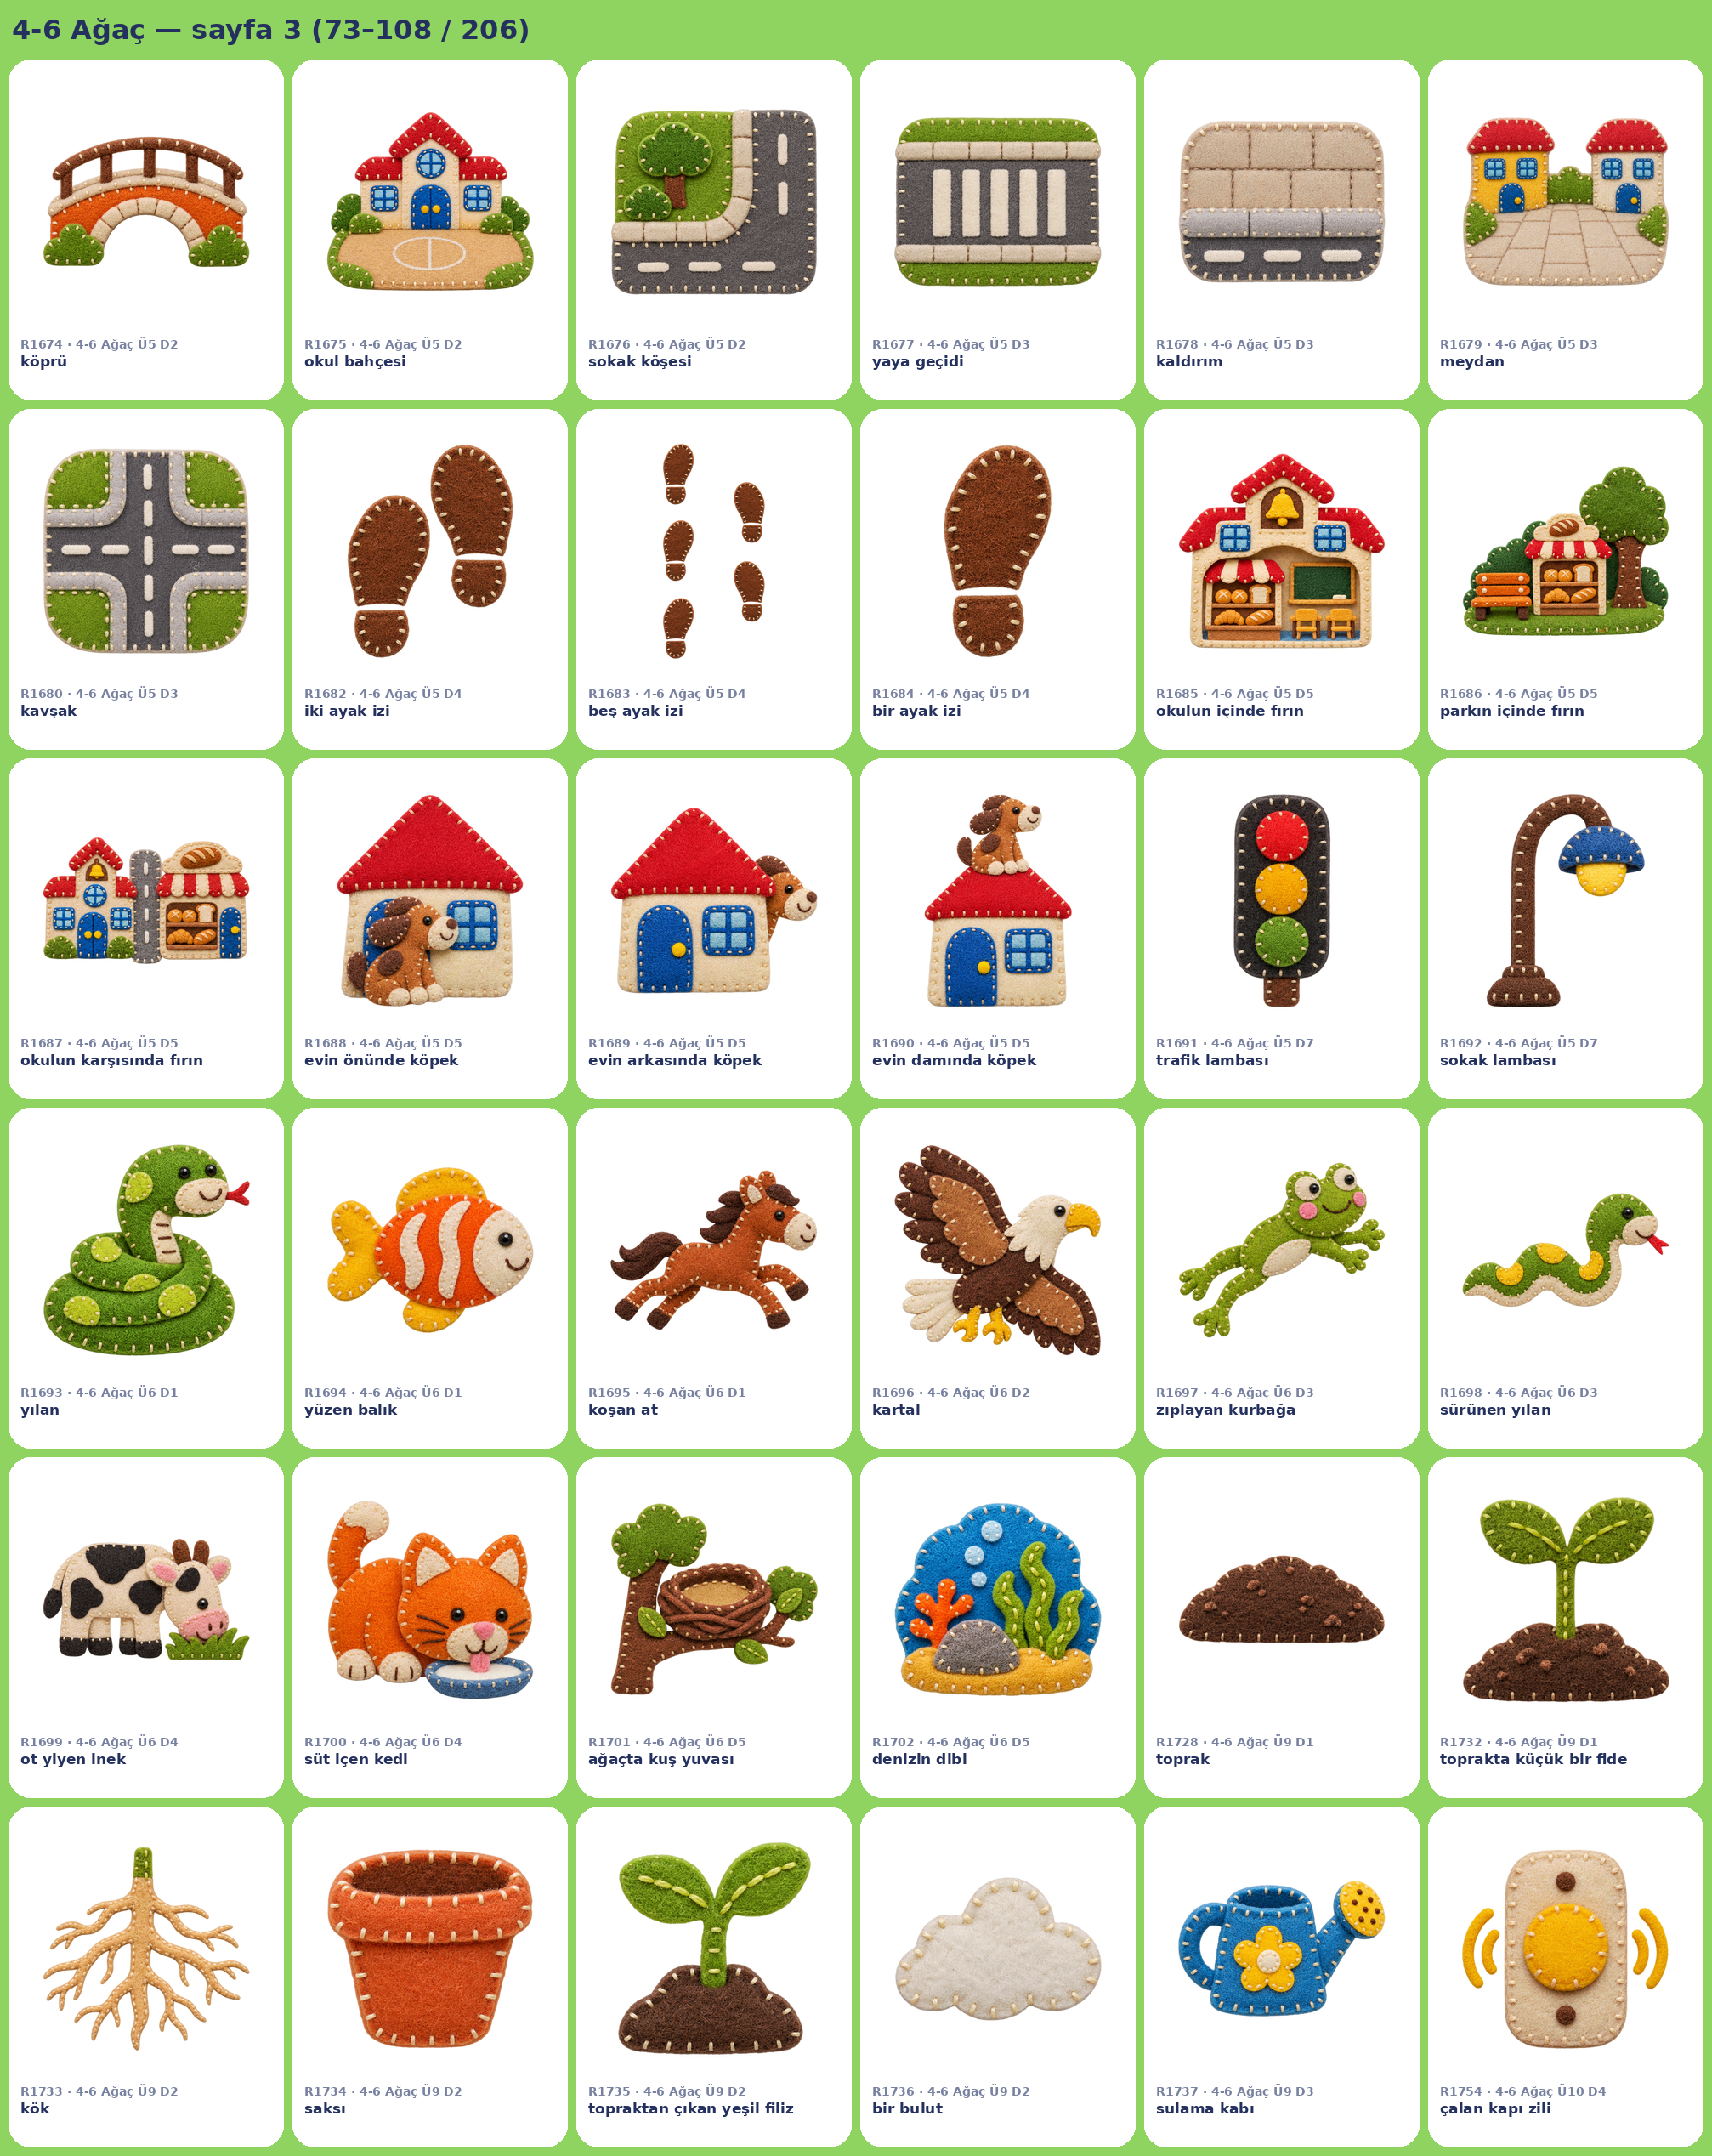 4-6 Ağaç — sayfa 3 (73–108 / 206)
R1674 · 4-6 Ağaç Ü5 D2
köprü
R1675 · 4-6 Ağaç Ü5 D2
okul bahçesi
R1676 · 4-6 Ağaç Ü5 D2
sokak köşesi
R1677 · 4-6 Ağaç Ü5 D3
yaya geçidi
R1678 · 4-6 Ağaç Ü5 D3
kaldırım
R1679 · 4-6 Ağaç Ü5 D3
meydan
R1680 · 4-6 Ağaç Ü5 D3
kavşak
R1682 · 4-6 Ağaç Ü5 D4
iki ayak izi
R1683 · 4-6 Ağaç Ü5 D4
beş ayak izi
R1684 · 4-6 Ağaç Ü5 D4
bir ayak izi
R1685 · 4-6 Ağaç Ü5 D5
okulun içinde fırın
R1686 · 4-6 Ağaç Ü5 D5
parkın içinde fırın
R1687 · 4-6 Ağaç Ü5 D5
okulun karşısında fırın
R1688 · 4-6 Ağaç Ü5 D5
evin önünde köpek
R1689 · 4-6 Ağaç Ü5 D5
evin arkasında köpek
R1690 · 4-6 Ağaç Ü5 D5
evin damında köpek
R1691 · 4-6 Ağaç Ü5 D7
trafik lambası
R1692 · 4-6 Ağaç Ü5 D7
sokak lambası
R1693 · 4-6 Ağaç Ü6 D1
yılan
R1694 · 4-6 Ağaç Ü6 D1
yüzen balık
R1695 · 4-6 Ağaç Ü6 D1
koşan at
R1696 · 4-6 Ağaç Ü6 D2
kartal
R1697 · 4-6 Ağaç Ü6 D3
zıplayan kurbağa
R1698 · 4-6 Ağaç Ü6 D3
sürünen yılan
R1699 · 4-6 Ağaç Ü6 D4
ot yiyen inek
R1700 · 4-6 Ağaç Ü6 D4
süt içen kedi
R1701 · 4-6 Ağaç Ü6 D5
ağaçta kuş yuvası
R1702 · 4-6 Ağaç Ü6 D5
denizin dibi
R1728 · 4-6 Ağaç Ü9 D1
toprak
R1732 · 4-6 Ağaç Ü9 D1
toprakta küçük bir fide
R1733 · 4-6 Ağaç Ü9 D2
kök
R1734 · 4-6 Ağaç Ü9 D2
saksı
R1735 · 4-6 Ağaç Ü9 D2
topraktan çıkan yeşil filiz
R1736 · 4-6 Ağaç Ü9 D2
bir bulut
R1737 · 4-6 Ağaç Ü9 D3
sulama kabı
R1754 · 4-6 Ağaç Ü10 D4
çalan kapı zili